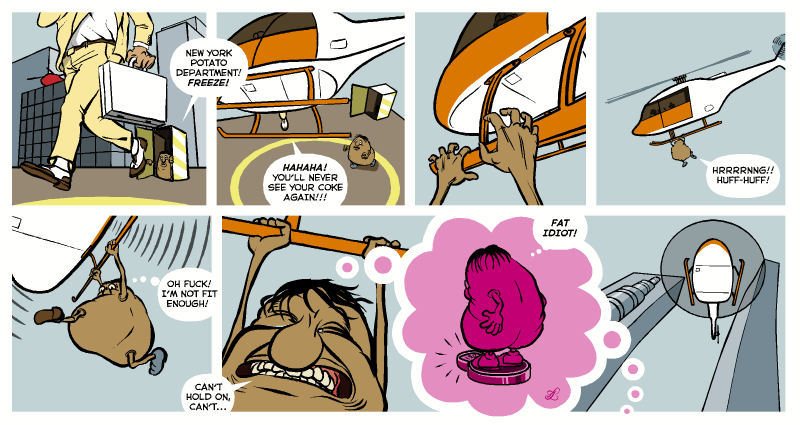 NEW YORK
POTATO
DEPARTMENT!
FREEZE!
HAHAHA!
YOU'LL NEVER
SEE YOUR COKE
AGAIN!!!
HRRRRNNG!!
HUFF-HUFF!
OH FUCK!
I'M NOT FIT
ENOUGH!
CAN'T
HOLD ON,
CAN'T...
FAT
IDIOT!